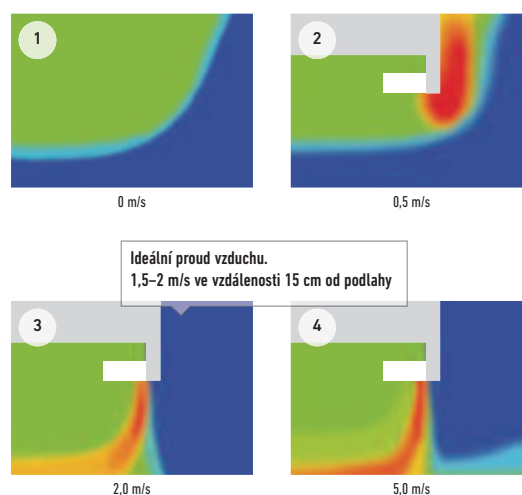 1
2
0 m/s
0,5 m/s
Ideální proud vzduchu.
1,5–2 m/s ve vzdálenosti 15 cm od podlahy
3
4
2,0 m/s
5,0 m/s